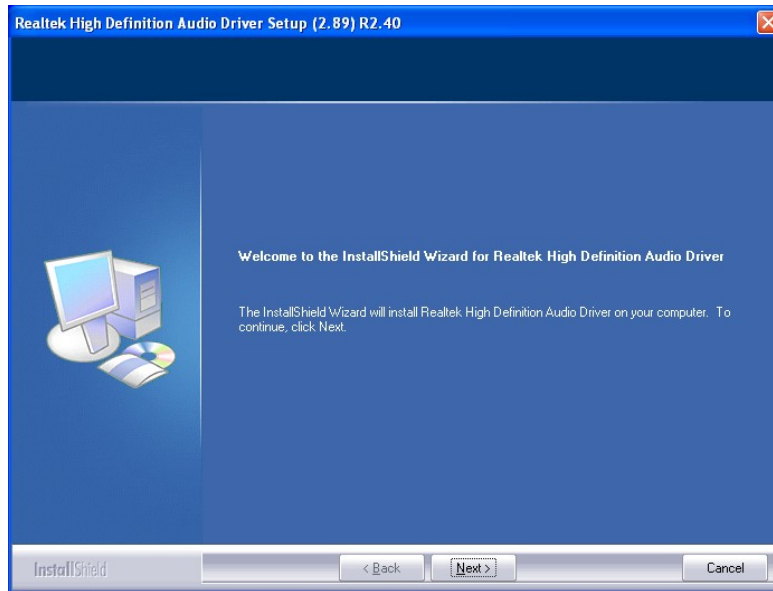 Realtek High Definition Audio Driver Setup (2.89) R2.40
Welcome to the InstallShield Wizard for Realtek High Definition Audio Driver
The InstallShield Wizard will install Realtek High Definition Audio Driver on your computer. To
continue, click Next.
InstallShield
< Back
Next >
Cancel